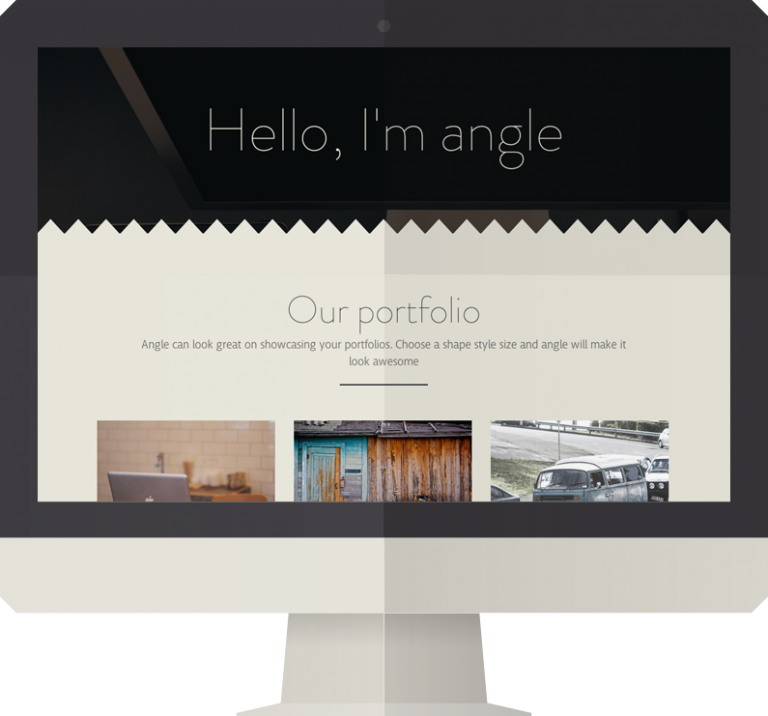 Hello, I'm angle
Our portfolio
Angle can look great on showcasing your portfolios. Choose a shape style size and angle will make it
look awesome